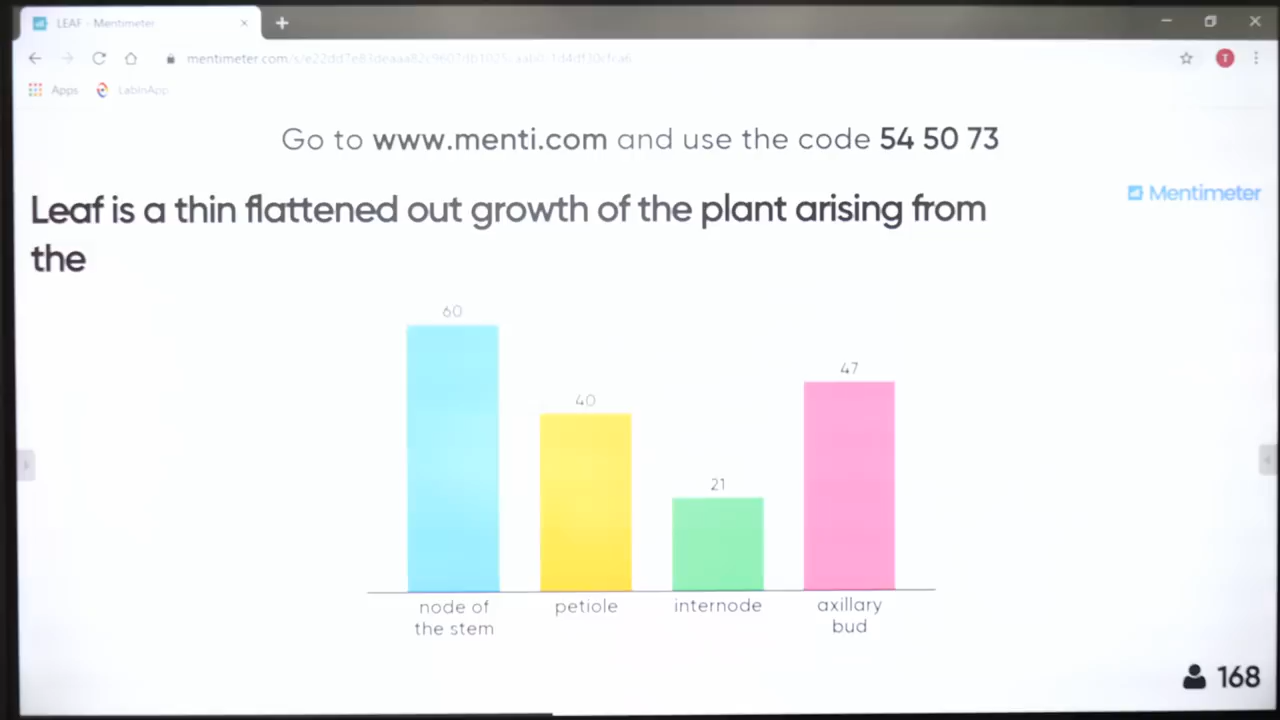 LEAF - Mentimeter
mentimeter.com
Apps
LabInApp
Go to www.menti.com and use the code 54 50 73
Mentimeter
Leaf is a thin flattened out growth of the plant arising from
the
60
40
21
47
node of
the stem
petiole
internode
axillary
bud
168
T